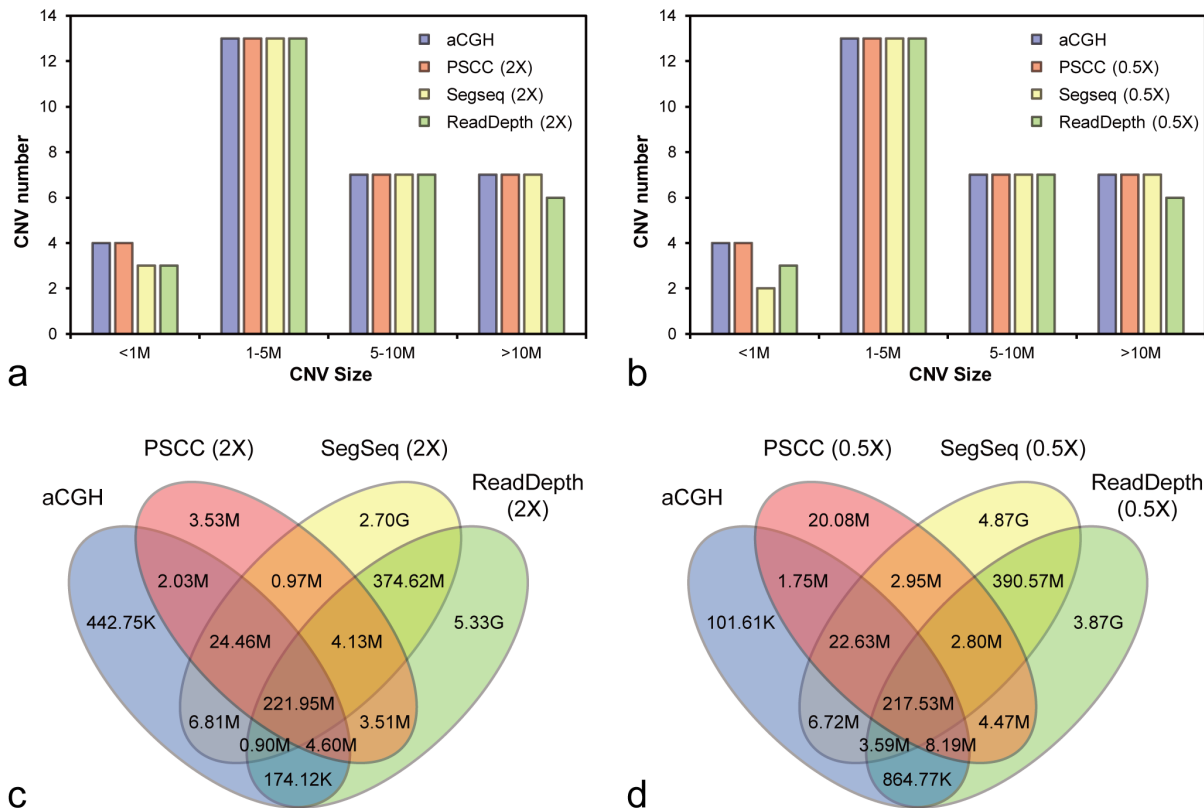 14
12
10
8
6
4
2
0
CNV number
aCGH
PSCC (2X)
Segseq (2X)
ReadDepth (2X)
<1M
1-5M
5-10M
>10M
CNV Size
a
14
12
10
8
6
4
2
0
CNV number
aCGH
PSCC (0.5X)
Segseq (0.5X)
ReadDepth (0.5X)
<1M
1-5M
5-10M
>10M
CNV Size
b
PSCC (2X)
SegSeq (2X)
aCGH
ReadDepth
(2X)
3.53M
2.70G
2.03M
0.97M
374.62M
442.75K
5.33G
24.46M
4.13M
221.95M
6.81M
3.51M
0.90M
4.60M
174.12K
c
PSCC (0.5X)
SegSeq (0.5X)
aCGH
ReadDepth
(0.5X)
20.08M
4.87G
1.75M
2.95M
390.57M
101.61K
3.87G
22.63M
2.80M
217.53M
6.72M
4.47M
3.59M
8.19M
864.77K
d